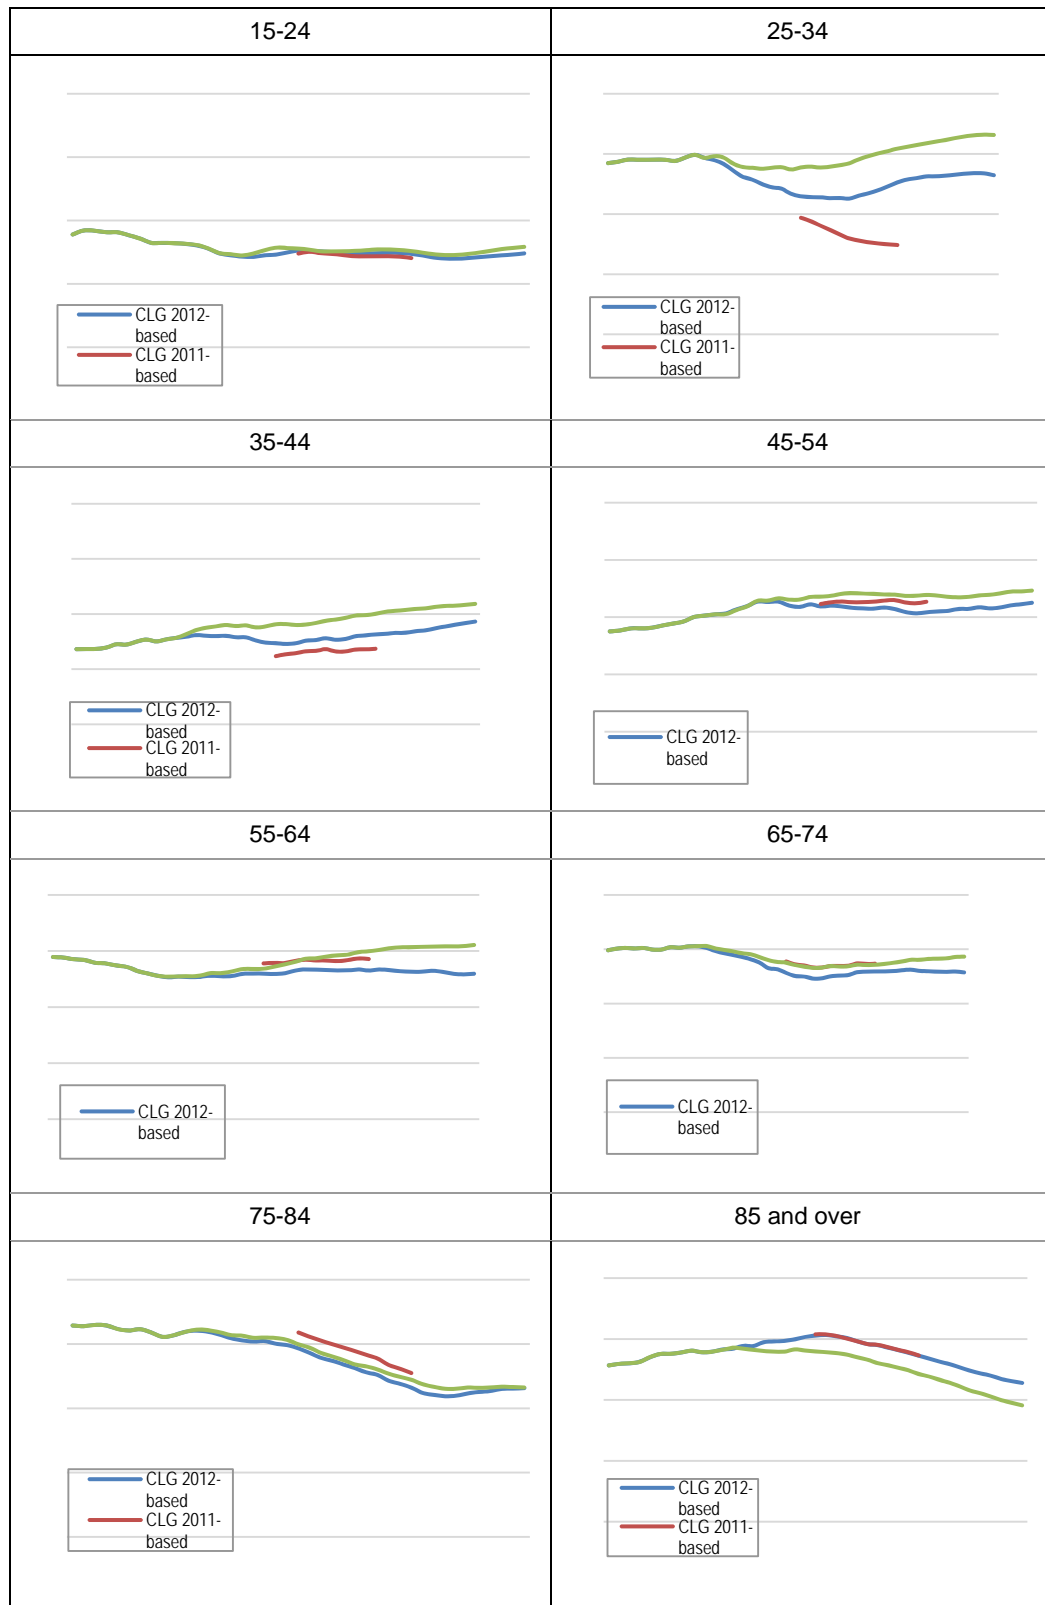 15-24
25-34
CLG 2012-
based
CLG 2011-
based
CLG 2012-
based
CLG 2011-
based
35-44
45-54
CLG 2012-
based
CLG 2011-
based
CLG 2012-
based
55-64
65-74
CLG 2012-
based
CLG 2012-
based
75-84
85 and over
CLG 2012-
based
CLG 2011-
based
CLG 2012-
based
CLG 2011-
based